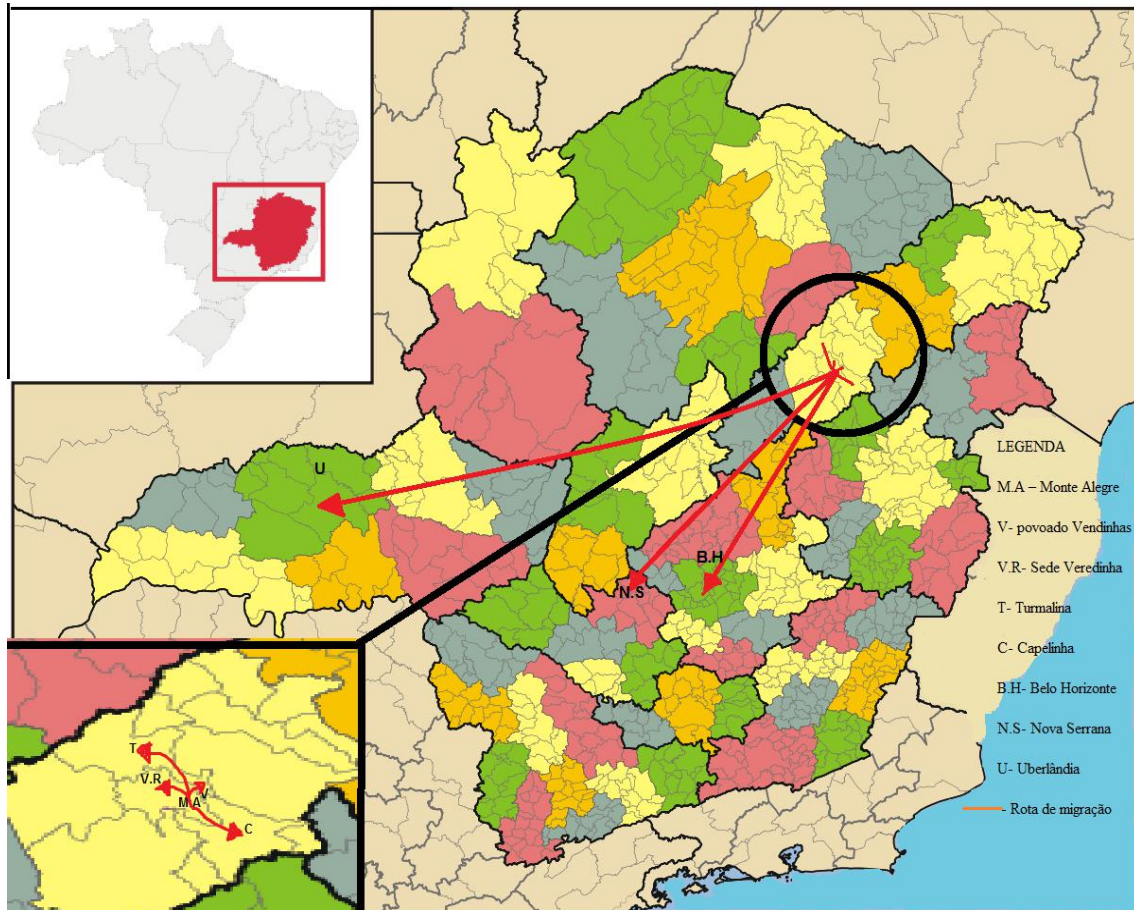 U
B.H
N.S
LEGENDA
M.A – Monte Alegre
V- povoado Vendinhas
V.R- Sede Veredinha
T- Turmalina
C- Capelinha
B.H- Belo Horizonte
N.S- Nova Serrana
U- Uberlândia
- Rota de migração
T
V.R
V
M.A
C